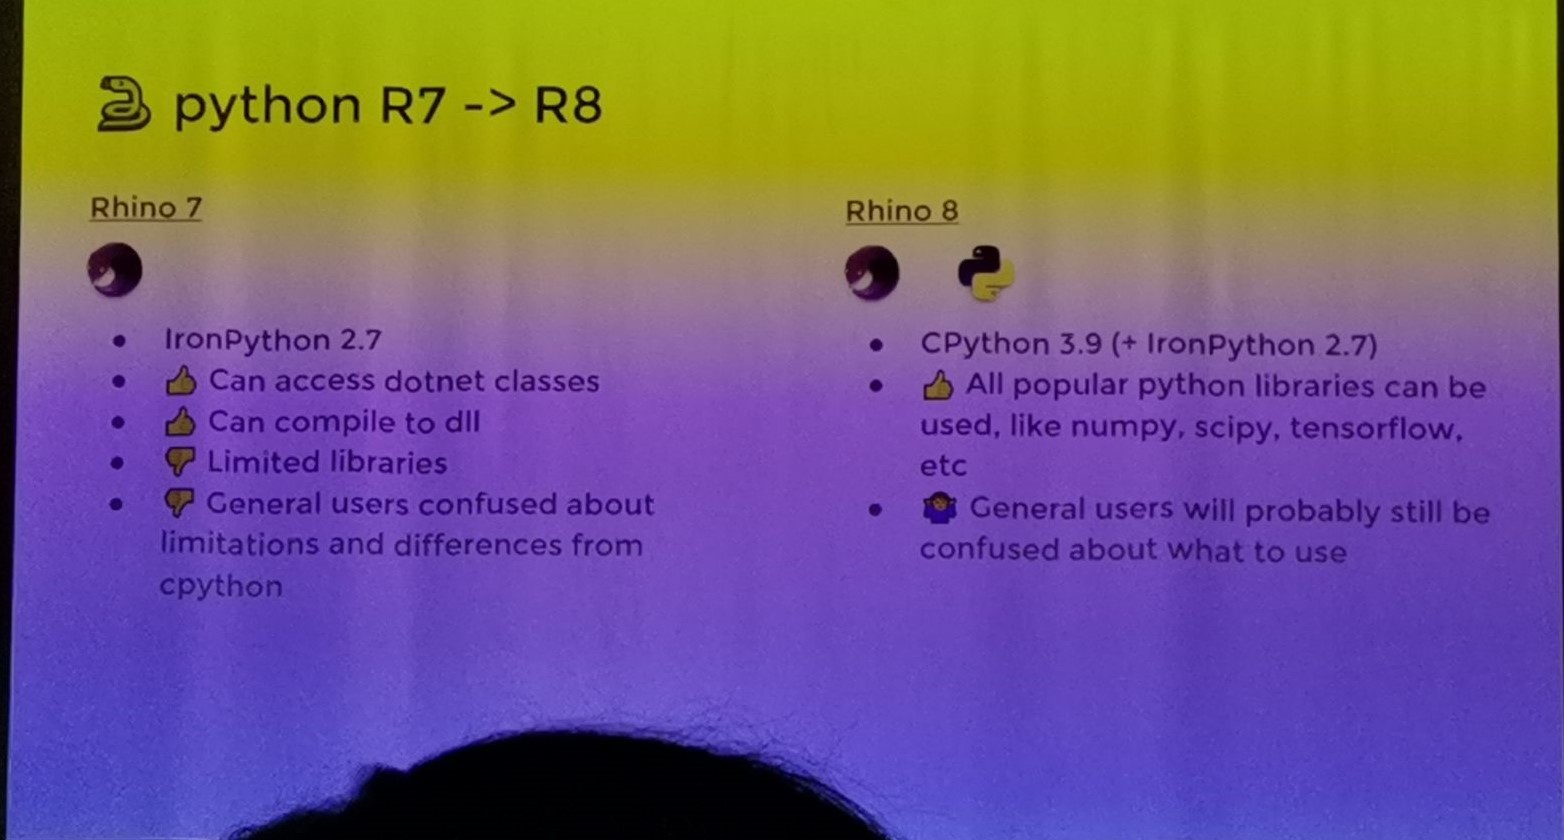 python R7 -> R8
Rhino 7
IronPython 2.7
👍 Can access dotnet classes
👍 Can compile to dll
👎 Limited libraries
👎 General users confused about
limitations and differences from
cpython
Rhino 8
CPython 3.9 (+ IronPython 2.7)
👍 All popular python libraries can be
used, like numpy, scipy, tensorflow,
etc
🤷 General users will probably still be
confused about what to use